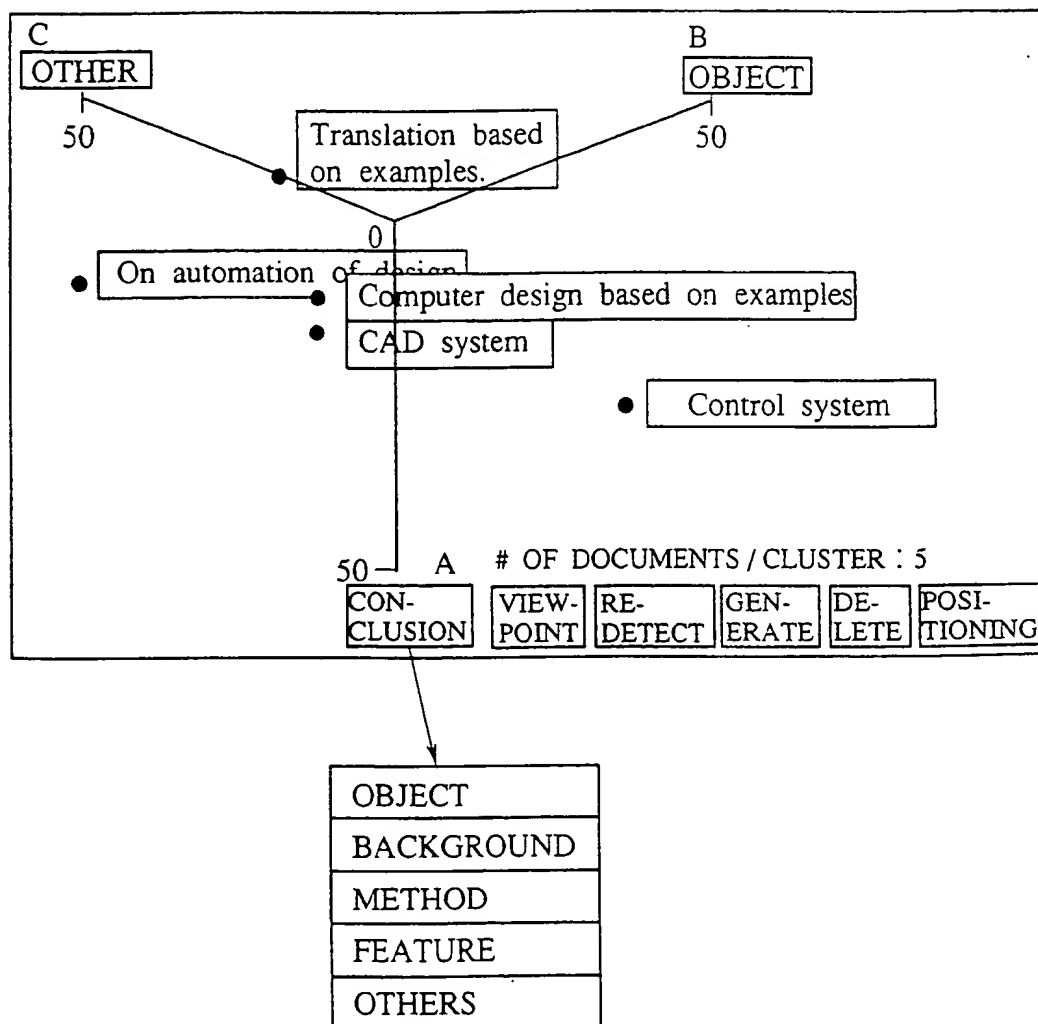 C
OTHER
50
B
OBJECT
50
Translation based
on examples.
0
On automation of design
Computer design based on examples
CAD system
Control system
50
A
# OF DOCUMENTS / CLUSTER : 5
CON-
CLUSION
VIEW-
POINT
RE-
DETECT
GEN-
ERATE
DE-
LETE
POSI-
TIONING
OBJECT
BACKGROUND
METHOD
FEATURE
OTHERS